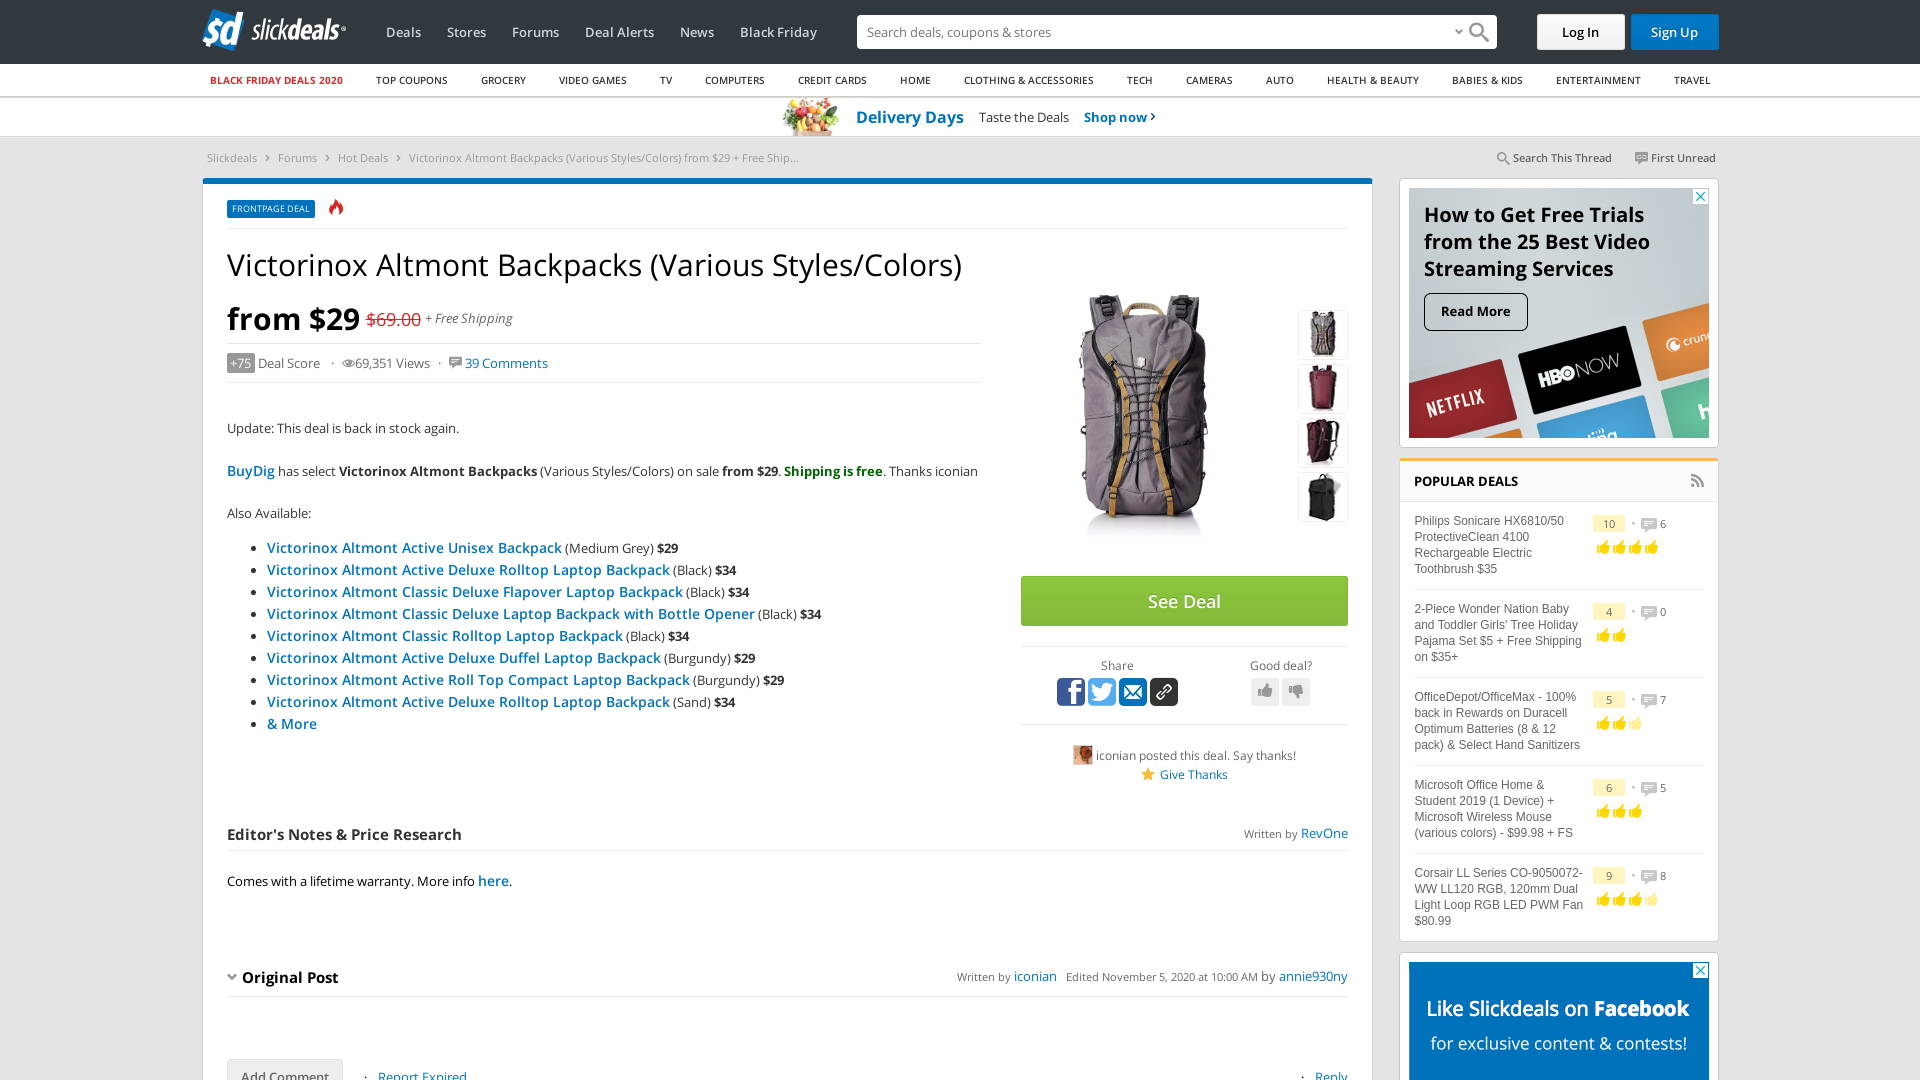 slickdeals
Deals
Stores
Forums
Deal Alerts
News
Black Friday
Search deals, coupons & stores
Log In
Sign Up
BLACK FRIDAY DEALS 2020
TOP COUPONS
GROCERY
VIDEO GAMES
TV
COMPUTERS
CREDIT CARDS
HOME
CLOTHING & ACCESSORIES
TECH
CAMERAS
AUTO
HEALTH & BEAUTY
BABIES & KIDS
ENTERTAINMENT
TRAVEL
Delivery Days Taste the Deals Shop now
Slickdeals > Forums > Hot Deals > Victorinox Altmont Backpacks (Various Styles/Colors) from $29 + Free Ship...
Search This Thread
First Unread
FRONTPAGE DEAL
Victorinox Altmont Backpacks (Various Styles/Colors)
from $29 $69.00 + Free Shipping
+75 Deal Score · 69,351 Views · 39 Comments
Update: This deal is back in stock again.
BuyDig has select Victorinox Altmont Backpacks (Various Styles/Colors) on sale from $29. Shipping is free. Thanks iconian
Also Available:
Victorinox Altmont Active Unisex Backpack (Medium Grey) $29
Victorinox Altmont Active Deluxe Rolltop Laptop Backpack (Black) $34
Victorinox Altmont Classic Deluxe Flapover Laptop Backpack (Black) $34
Victorinox Altmont Classic Deluxe Laptop Backpack with Bottle Opener (Black) $34
Victorinox Altmont Classic Rolltop Laptop Backpack (Black) $34
Victorinox Altmont Active Deluxe Duffel Laptop Backpack (Burgundy) $29
Victorinox Altmont Active Roll Top Compact Laptop Backpack (Burgundy) $29
Victorinox Altmont Active Deluxe Rolltop Laptop Backpack (Sand) $34
& More
See Deal
Share
Good deal?
iconian posted this deal. Say thanks!
Give Thanks
Editor's Notes & Price Research
Written by RevOne
Comes with a lifetime warranty. More info here.
Original Post
Written by iconian Edited November 5, 2020 at 10:00 AM by annie930ny
Add Comment
· Report Expired
· Reply
How to Get Free Trials
from the 25 Best Video
Streaming Services
Read More
NETFLIX
HBO NOW
crunc
POPULAR DEALS
Philips Sonicare HX6810/50
ProtectiveClean 4100
Rechargeable Electric
Toothbrush $35
10 · 6
2-Piece Wonder Nation Baby
and Toddler Girls' Tree Holiday
Pajama Set $5 + Free Shipping
on $35+
4 · 0
OfficeDepot/OfficeMax - 100%
back in Rewards on Duracell
Optimum Batteries (8 & 12
pack) & Select Hand Sanitizers
5 · 7
Microsoft Office Home &
Student 2019 (1 Device) +
Microsoft Wireless Mouse
(various colors) - $99.98 + FS
6 · 5
Corsair LL Series CO-9050072-
WW LL120 RGB, 120mm Dual
Light Loop RGB LED PWM Fan
$80.99
9 · 8
Like Slickdeals on Facebook
for exclusive content & contests!